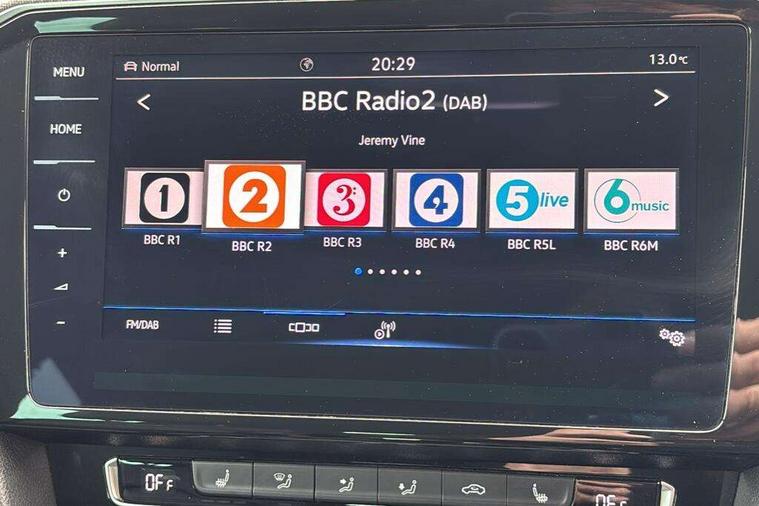 MENU
Normal
20:29
13.0°C
HOME
BBC Radio2 (DAB)
Jeremy Vine
1
2
3:
4
5 live
6 music
BBC R1
BBC R2
BBC R3
BBC R4
BBC R5L
BBC R6M
+
-
FM/DAB
OFF
OFF